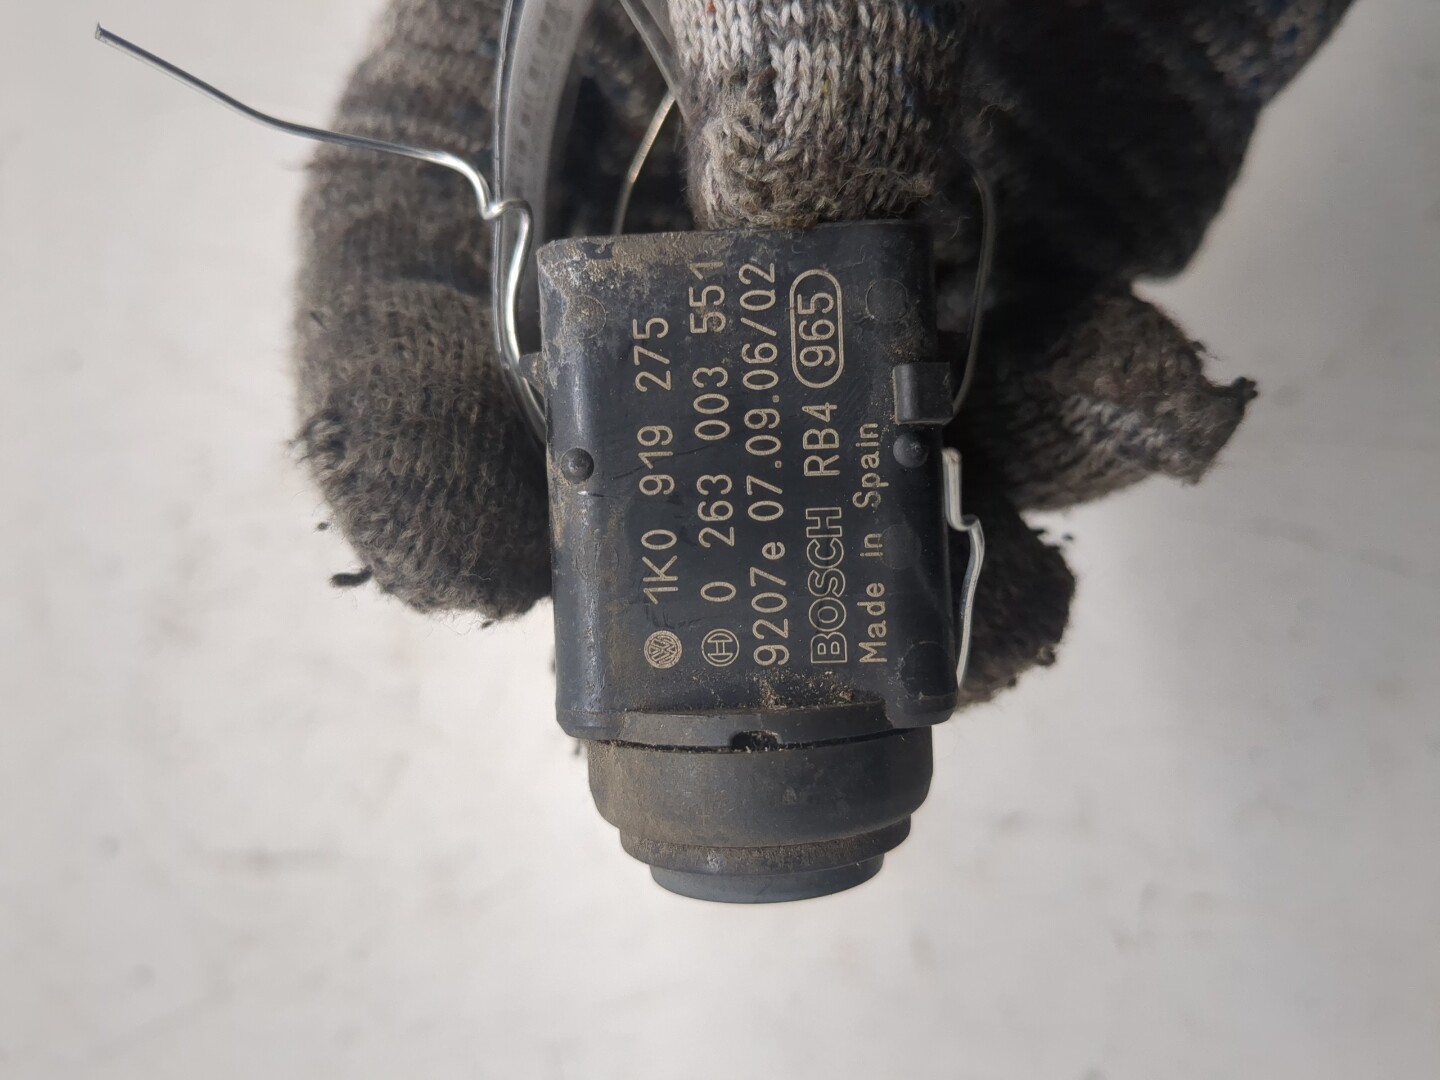 1K0 919 275
0 263 003 551
9207e 07.09.06/02
BOSCH RB4 965
Made in Spain